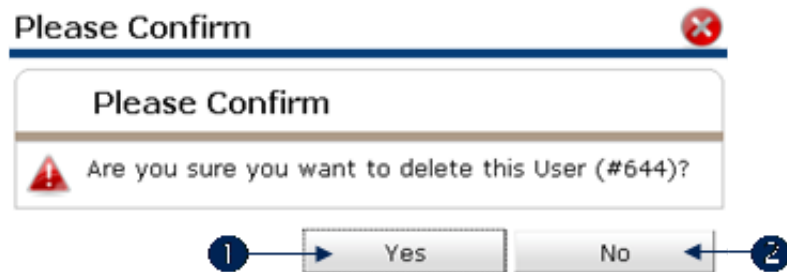 Please Confirm
Please Confirm
Are you sure you want to delete this User (#644)?
1 Yes No 2